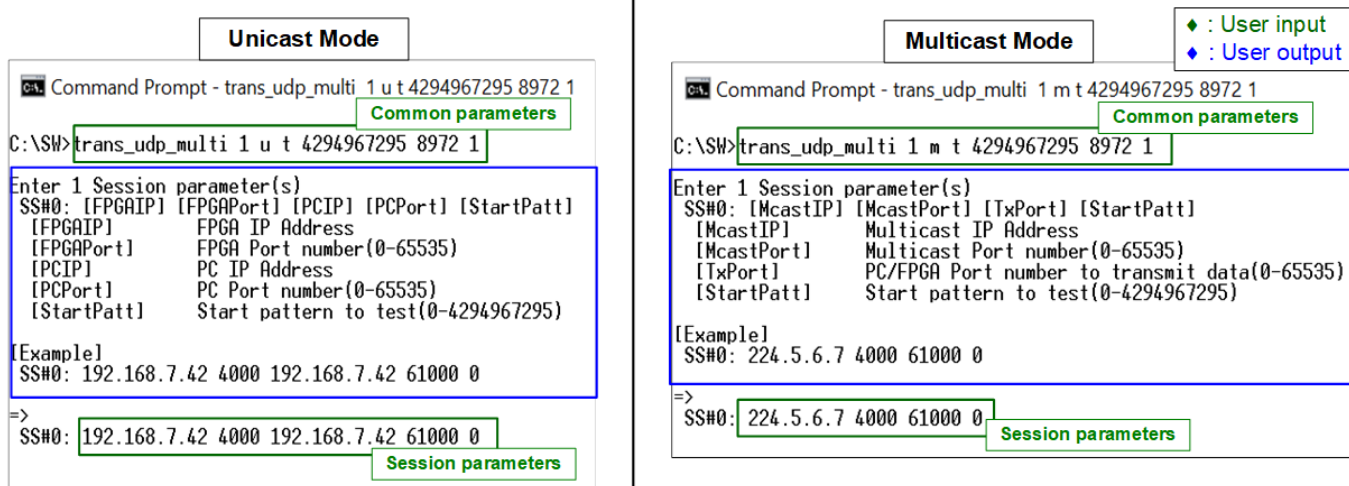 Unicast Mode
C:\. Command Prompt - trans_udp_multi 1 u t 4294967295 8972 1
Common parameters
C:\SW>trans_udp_multi 1 u t 4294967295 8972 1
Enter 1 Session parameter(s)
SS#0: [FPGAIP] [FPGAPort] [PCIP] [PCPort] [StartPatt]
[FPGAIP] FPGA IP Address
[FPGAPort] FPGA Port number(0-65535)
[PCIP] PC IP Address
[PCPort] PC Port number(0-65535)
[StartPatt] Start pattern to test(0-4294967295)
[Example]
SS#0: 192.168.7.42 4000 192.168.7.42 61000 0
=>
SS#0: 192.168.7.42 4000 192.168.7.42 61000 0
Session parameters
Multicast Mode
♦ : User input
♦ : User output
C:\. Command Prompt - trans_udp_multi 1 m t 4294967295 8972 1
Common parameters
C:\SW>trans_udp_multi 1 m t 4294967295 8972 1
Enter 1 Session parameter(s)
SS#0: [McastIP] [McastPort] [TxPort] [StartPatt]
[McastIP] Multicast IP Address
[McastPort] Multicast Port number(0-65535)
[TxPort] PC/FPGA Port number to transmit data(0-65535)
[StartPatt] Start pattern to test(0-4294967295)
[Example]
SS#0: 224.5.6.7 4000 61000 0
=>
SS#0: 224.5.6.7 4000 61000 0
Session parameters